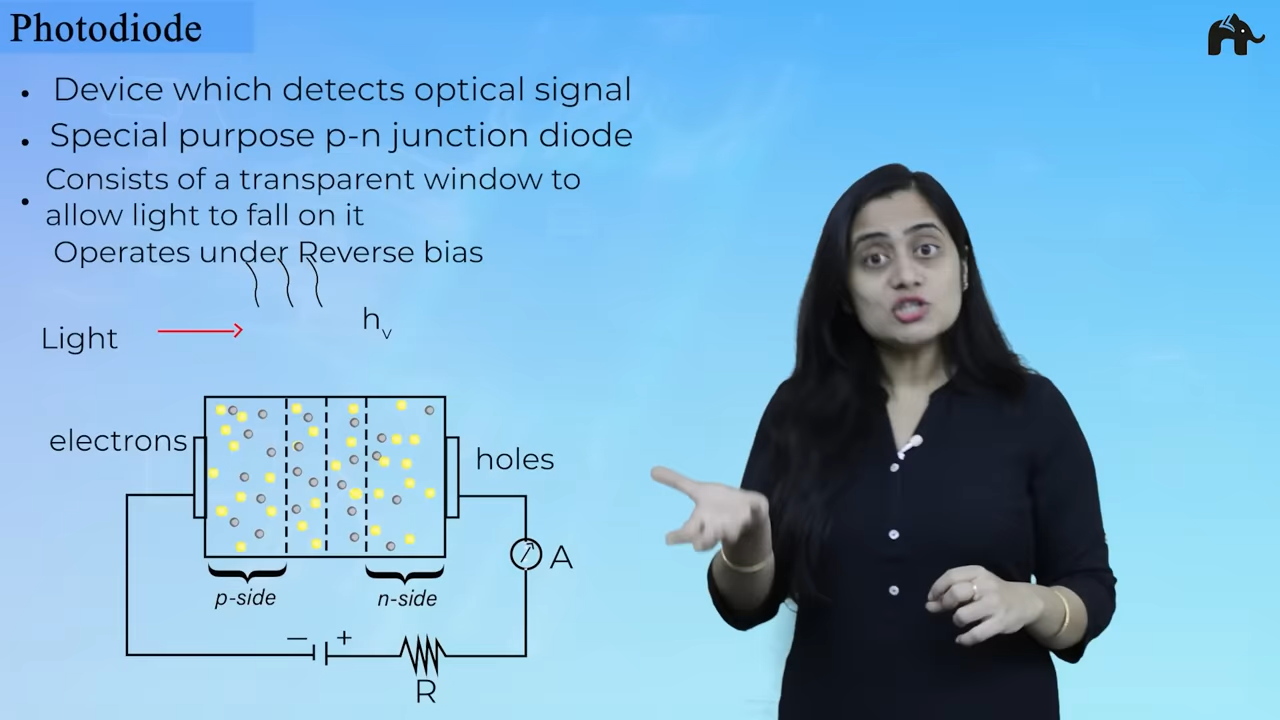 Photodiode
• Device which detects optical signal
• Special purpose p-n junction diode
• Consists of a transparent window to
allow light to fall on it
Operates under Reverse bias
Light
hᵥ
electrons
holes
A
p-side
n-side
− +
R